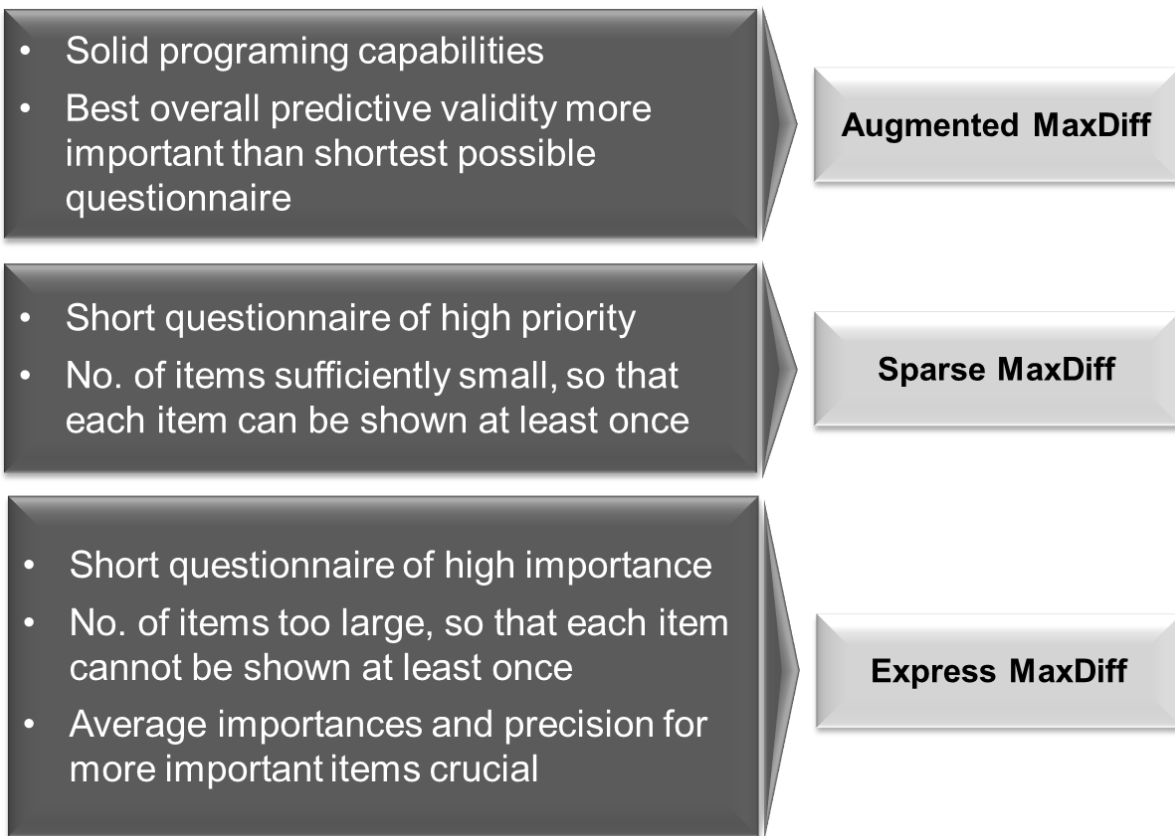 • Solid programing capabilities
• Best overall predictive validity more
important than shortest possible
questionnaire
Augmented MaxDiff
• Short questionnaire of high priority
• No. of items sufficiently small, so that
each item can be shown at least once
Sparse MaxDiff
• Short questionnaire of high importance
• No. of items too large, so that each item
cannot be shown at least once
• Average importances and precision for
more important items crucial
Express MaxDiff